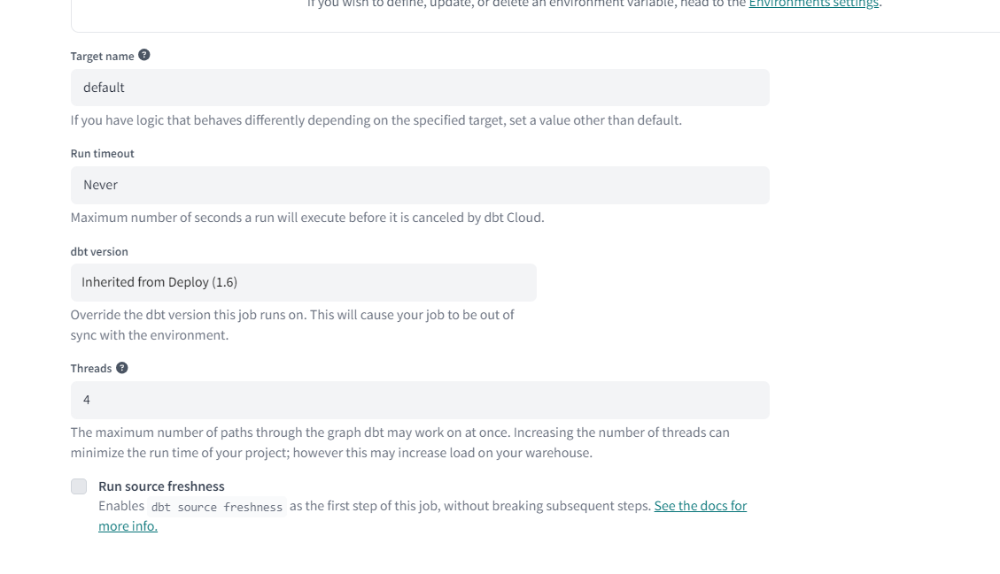 If you wish to define, update, or delete an environment variable, head to the Environments settings.
Target name ?
default
If you have logic that behaves differently depending on the specified target, set a value other than default.
Run timeout
Never
Maximum number of seconds a run will execute before it is canceled by dbt Cloud.
dbt version
Inherited from Deploy (1.6)
Override the dbt version this job runs on. This will cause your job to be out of
sync with the environment.
Threads ?
4
The maximum number of paths through the graph dbt may work on at once. Increasing the number of threads can
minimize the run time of your project; however this may increase load on your warehouse.
Run source freshness
Enables dbt source freshness as the first step of this job, without breaking subsequent steps. See the docs for
more info.